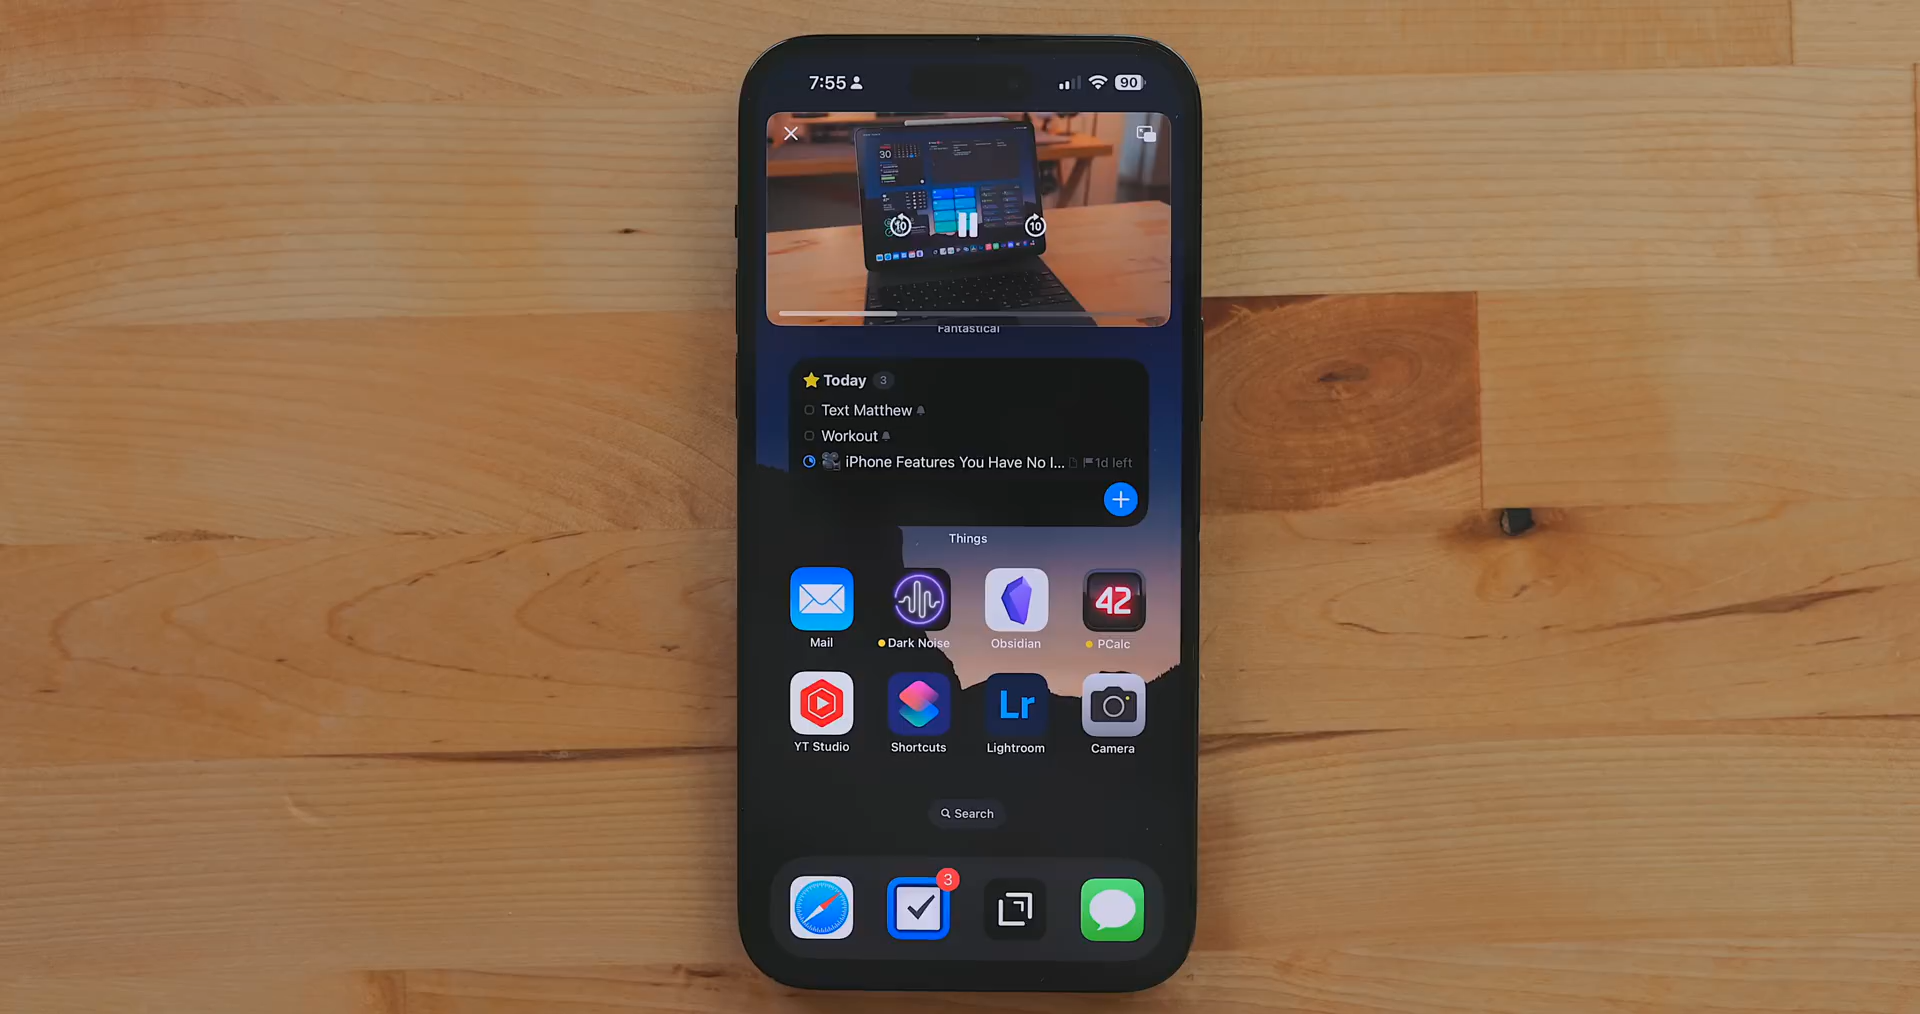 7:55
90
30
10
10
Fantastical
Today 3
Text Matthew
Workout
iPhone Features You Have No I... 1d left
Things
42
Mail
Dark Noise
Obsidian
PCalc
Lr
YT Studio
Shortcuts
Lightroom
Camera
Search
3